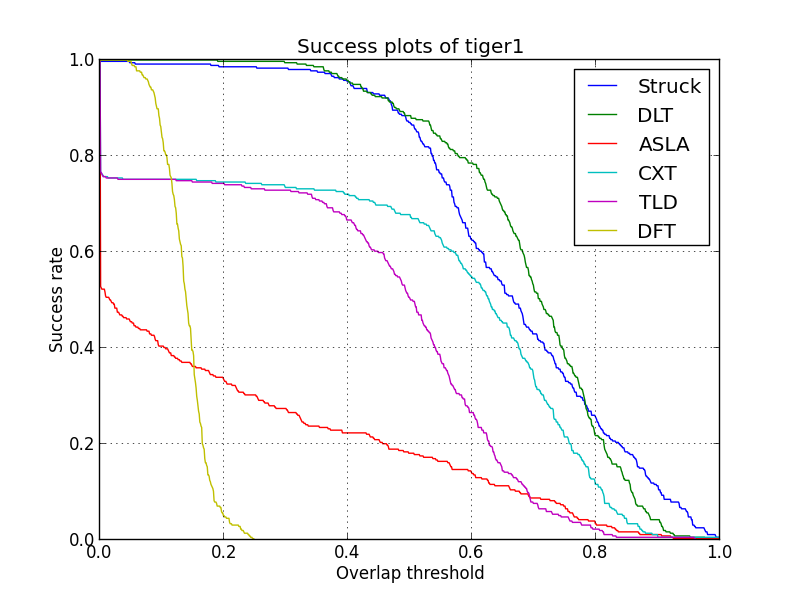 Success plots of tiger1
Success rate
1.0
0.8
0.6
0.4
0.2
0.0
Struck
DLT
ASLA
CXT
TLD
DFT
0.0 0.2 0.4 0.6 0.8 1.0
Overlap threshold